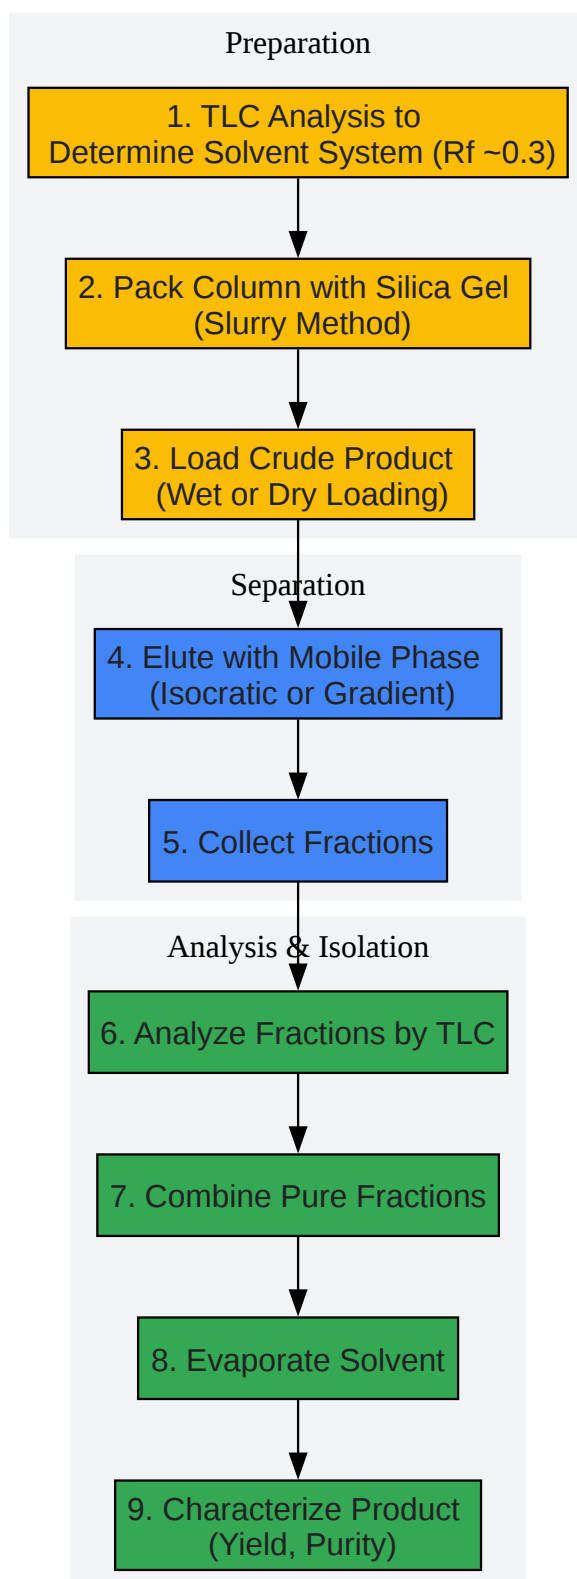 Preparation
1. TLC Analysis to
Determine Solvent System (Rf ~0.3)
2. Pack Column with Silica Gel
(Slurry Method)
3. Load Crude Product
(Wet or Dry Loading)
Separation
4. Elute with Mobile Phase
(Isocratic or Gradient)
5. Collect Fractions
Analysis & Isolation
6. Analyze Fractions by TLC
7. Combine Pure Fractions
8. Evaporate Solvent
9. Characterize Product
(Yield, Purity)